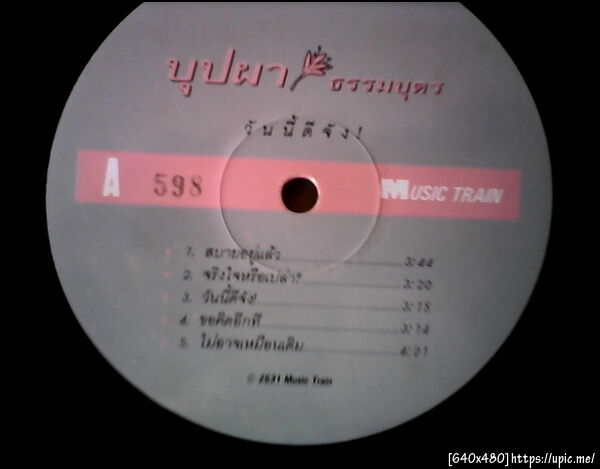 บุปผา ธรรมบุตร
วันนี้ดีจัง!
A 598 MUSIC TRAIN
1. สบายอยู่แล้ว 3:44
2. จริงใจหรือเปล่า? 3:20
3. วันนี้ดีจัง! 3:15
4. ขอคิดอีกที 3:14
5. ไม่อาจเหมือนเดิม 4:21
© 2531 Music Train
[640x480]https://upic.me/